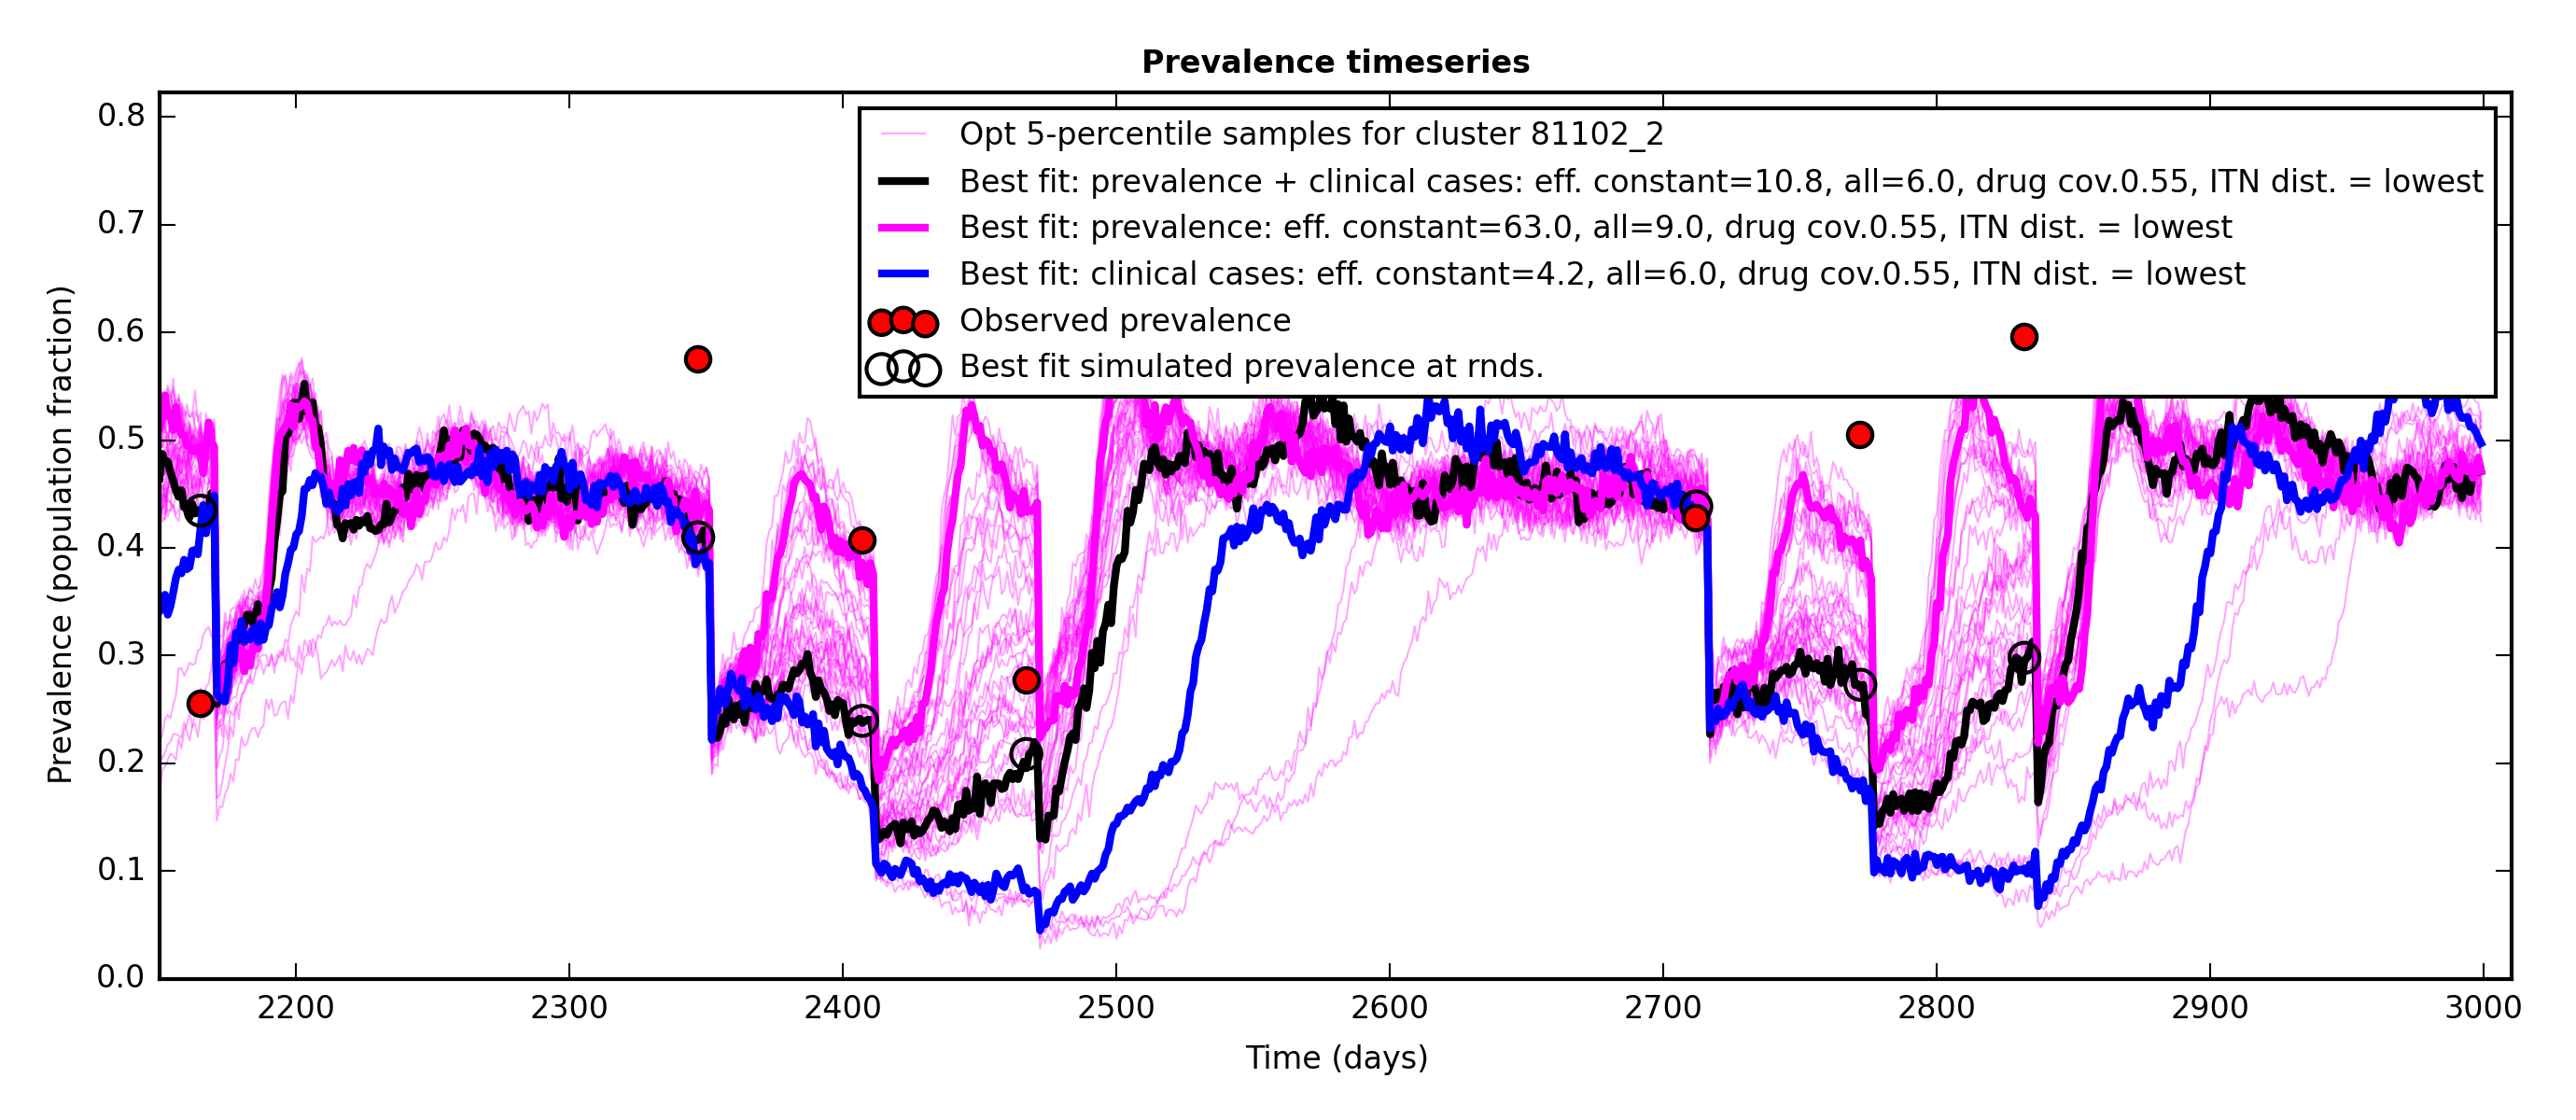 Prevalence timeseries
Opt 5-percentile samples for cluster 81102_2
Best fit: prevalence + clinical cases: eff. constant=10.8, all=6.0, drug cov.0.55, ITN dist. = lowest
Best fit: prevalence: eff. constant=63.0, all=9.0, drug cov.0.55, ITN dist. = lowest
Best fit: clinical cases: eff. constant=4.2, all=6.0, drug cov.0.55, ITN dist. = lowest
Observed prevalence
Best fit simulated prevalence at rnds.
Prevalence (population fraction)
0.8
0.7
0.6
0.5
0.4
0.3
0.2
0.1
0.0
2200 2300 2400 2500 2600 2700 2800 2900 3000
Time (days)